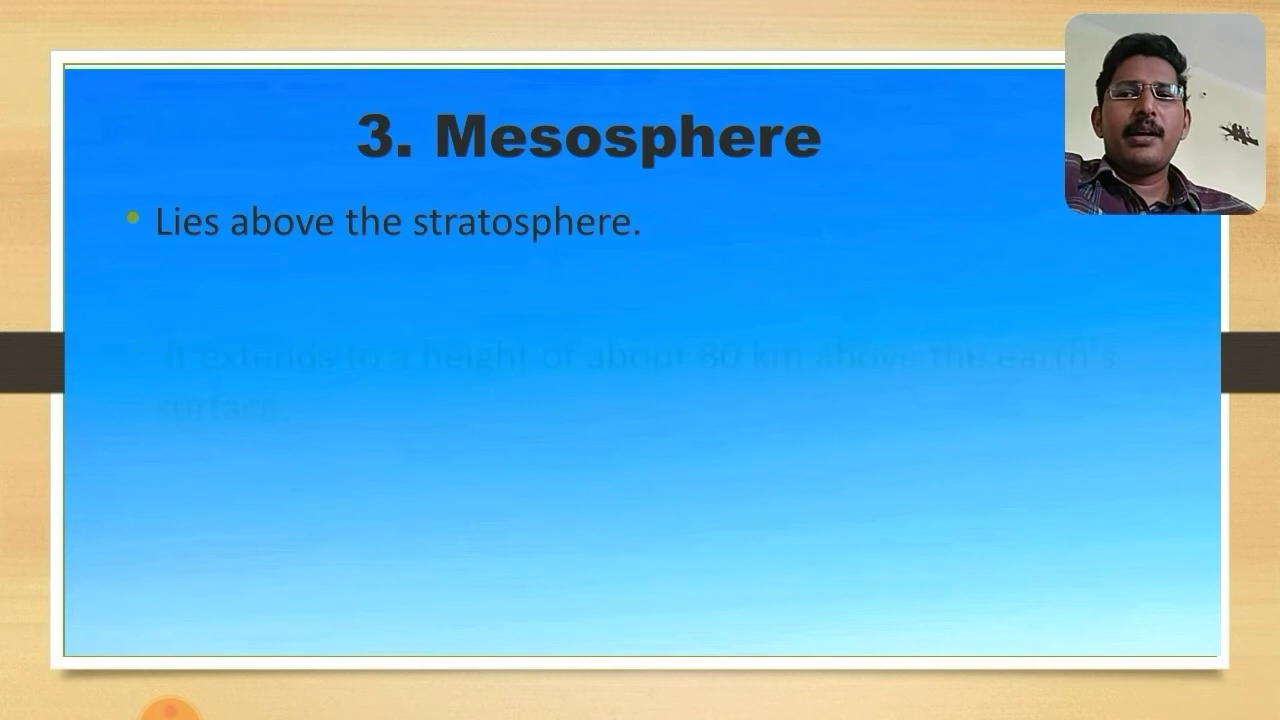 3. Mesosphere
Lies above the stratosphere.
It extends to a height of about 80 km above the earth's
surface.